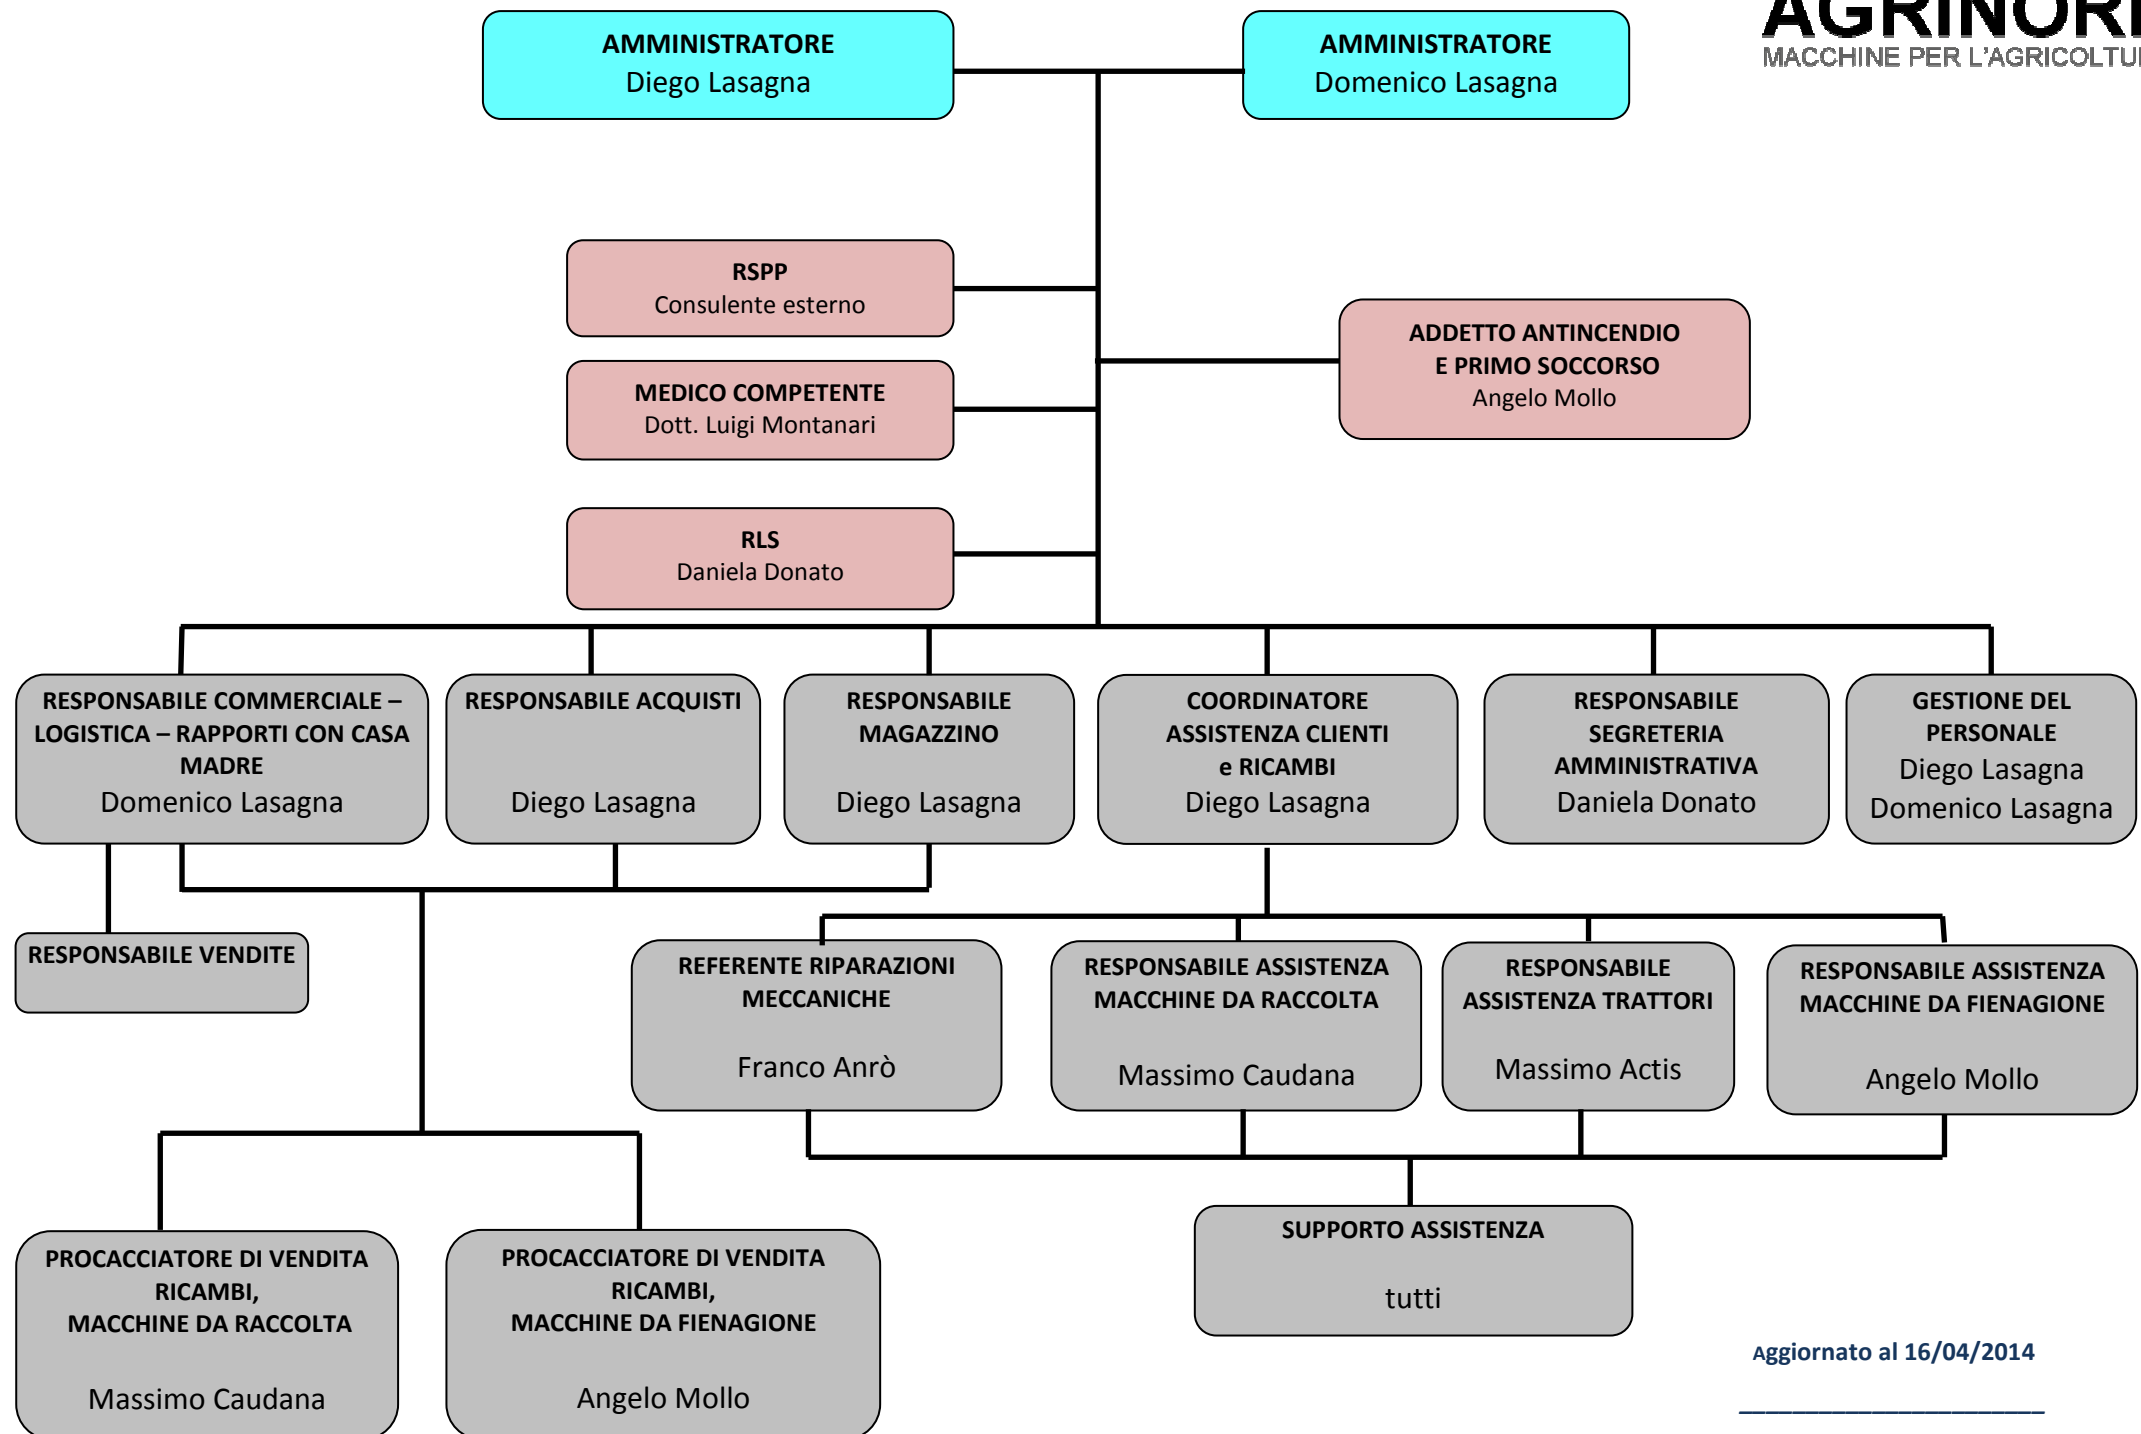 AMMINISTRATORE
Diego Lasagna
AMMINISTRATORE
Domenico Lasagna
MACCHINE PER
RSPP
Consulente esterno
MEDICO COMPETENTE
Dott. Luigi Montanari
ADDETTO ANTINCENDIO
E PRIMO SOCCORSO
Angelo Mollo
RLS
Daniela Donato
RESPONSABILE COMMERCIALE –
LOGISTICA – RAPPORTI CON CASA
MADRE
Domenico Lasagna
RESPONSABILE ACQUISTI
Diego Lasagna
RESPONSABILE
MAGAZZINO
Diego Lasagna
COORDINATORE
ASSISTENZA CLIENTI
e RICAMBI
Diego Lasagna
RESPONSABILE
SEGRETERIA
AMMINISTRATIVA
Daniela Donato
GESTIONE DEL
PERSONALE
Diego Lasagna
Domenico Lasagna
RESPONSABILE VENDITE
REFERENTE RIPARAZIONI
MECCANICHE
Franco Anrò
RESPONSABILE ASSISTENZA
MACCHINE DA RACCOLTA
Massimo Caudana
RESPONSABILE
ASSISTENZA TRATTORI
Massimo Actis
RESPONSABILE ASSISTENZA
MACCHINE DA FIENAGIONE
Angelo Mollo
PROCACCIATORE DI VENDITA
RICAMBI,
MACCHINE DA RACCOLTA
Massimo Caudana
PROCACCIATORE DI VENDITA
RICAMBI,
MACCHINE DA FIENAGIONE
Angelo Mollo
SUPPORTO ASSISTENZA
tutti
Aggiornato al 16/04/2014